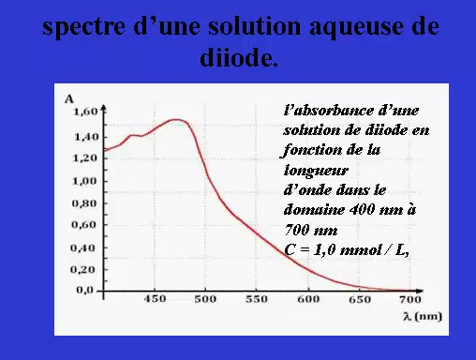 spectre d'une solution aqueuse de
diiode.
A
1,60
1,40
1,20
1,00
0,80
0,60
0,40
0,20
0,0
l'absorbance d'une
solution de diiode en
fonction de la
longueur
d'onde dans le
domaine 400 nm à
700 nm
C = 1,0 mmol / L,
450 500 550 600 650 700
λ (nm)